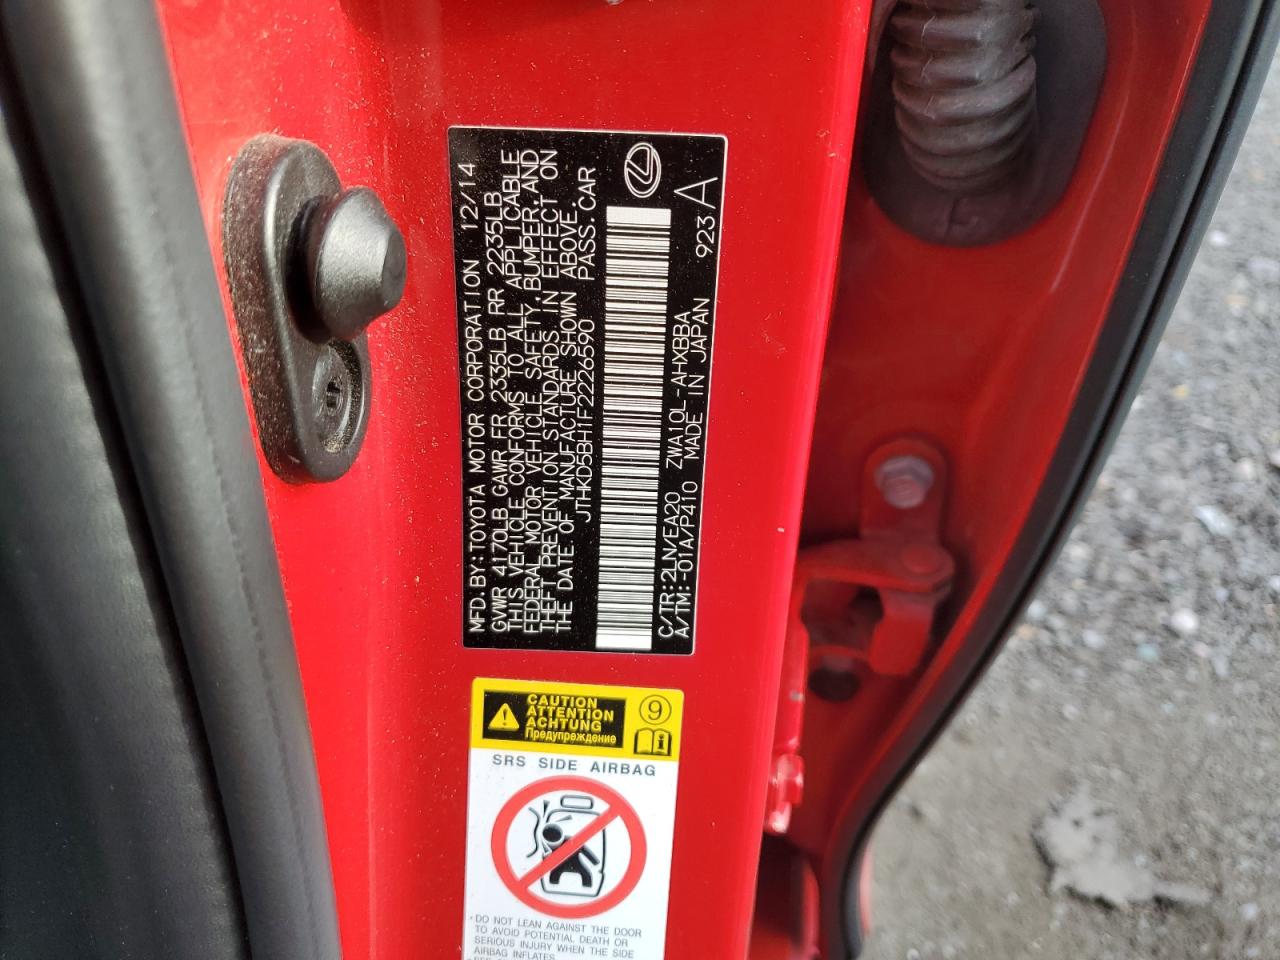 MFD.BY:TOYOTA MOTOR CORPORATION 12/14
GVWR 4170LB GAWR FR 2335LB RR 2235LB
THIS VEHICLE CONFORMS TO ALL APPLICABLE
FEDERAL MOTOR VEHICLE SAFETY,BUMPER,AND
THEFT PREVENTION STANDARDS IN EFFECT ON
THE DATE OF MANUFACTURE SHOWN ABOVE.
JTHKD5BH1F2226590 PASS.CAR
C/TR:2LN/EA20 ZWA10L-AHXBBA 923 A
A/TM:-01A/P410 MADE IN JAPAN
CAUTION
ATTENTION
ACHTUNG
Предупреждение
9
SRS SIDE AIRBAG
·DO NOT LEAN AGAINST THE DOOR
TO AVOID POTENTIAL DEATH OR
SERIOUS INJURY WHEN THE SIDE
AIRBAG INFLATES.